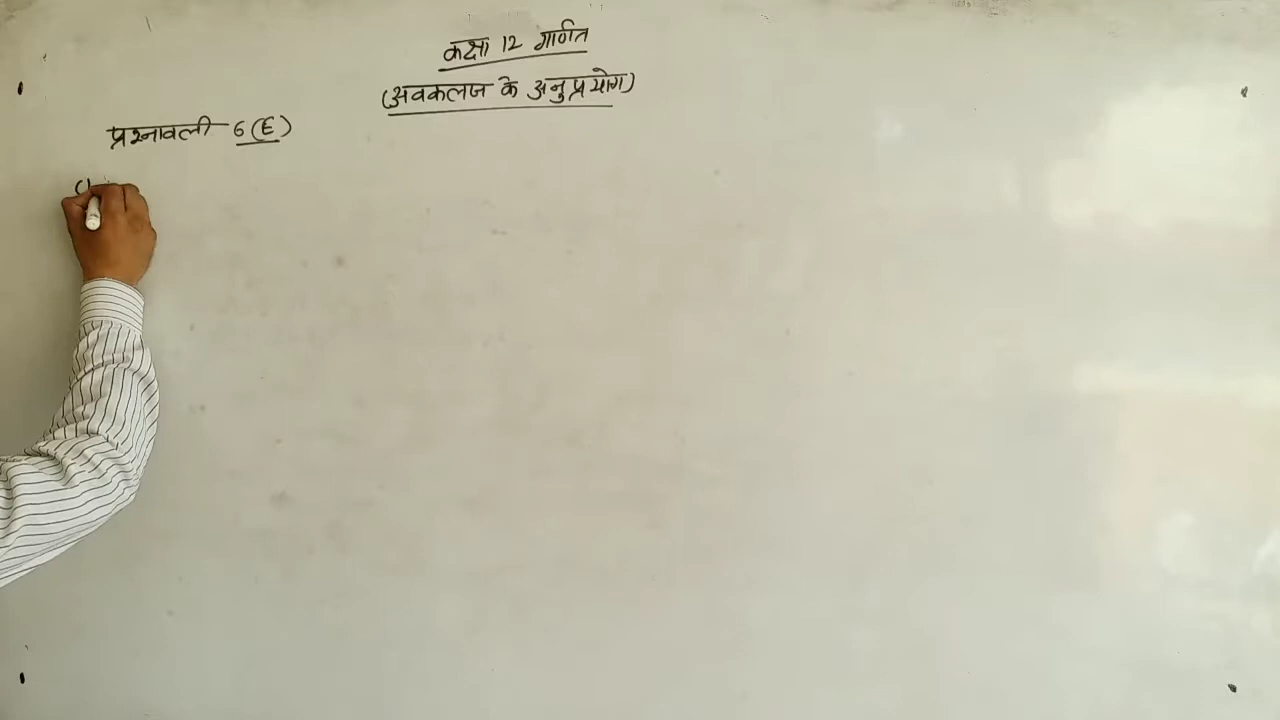 कक्षा 12 गणित
(अवकलज के अनुप्रयोग)
प्रश्नावली 6(E)